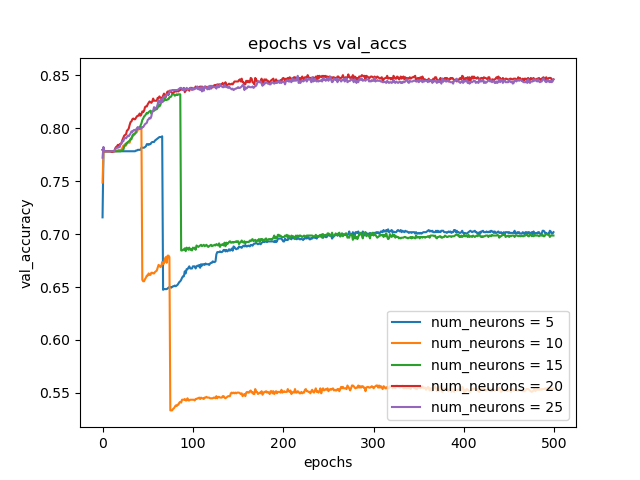 epochs vs val_accs
val_accuracy
0.85
0.80
0.75
0.70
0.65
0.60
0.55
num_neurons = 5
num_neurons = 10
num_neurons = 15
num_neurons = 20
num_neurons = 25
0 100 200 300 400 500
epochs